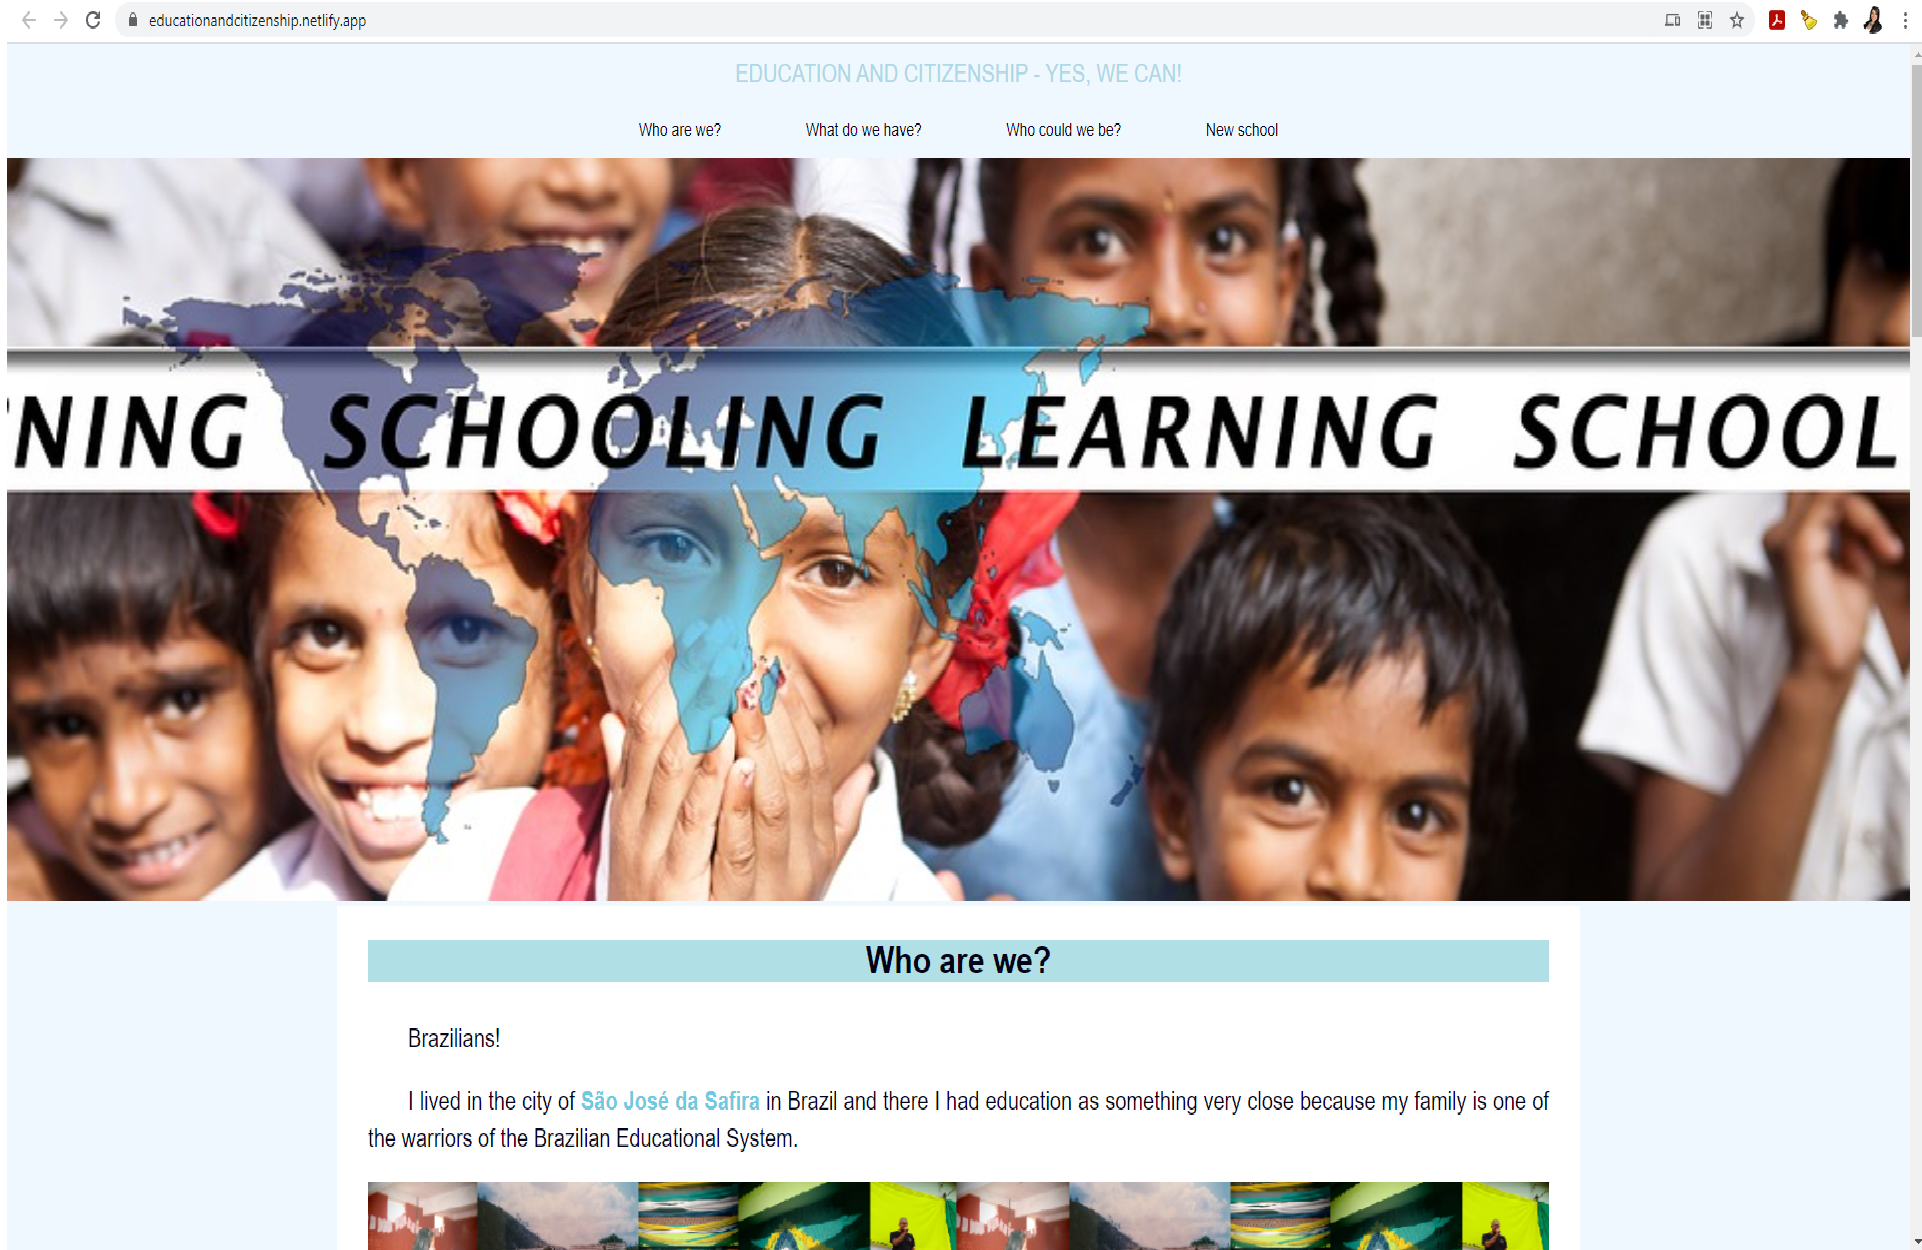 educationandcitizenship.netlify.app
EDUCATION AND CITIZENSHIP - YES, WE CAN!
Who are we? What do we have? Who could we be? New school
NING SCHOOLING LEARNING SCHOOL
Who are we?
Brazilians!
I lived in the city of São José da Safira in Brazil and there I had education as something very close because my family is one of
the warriors of the Brazilian Educational System.